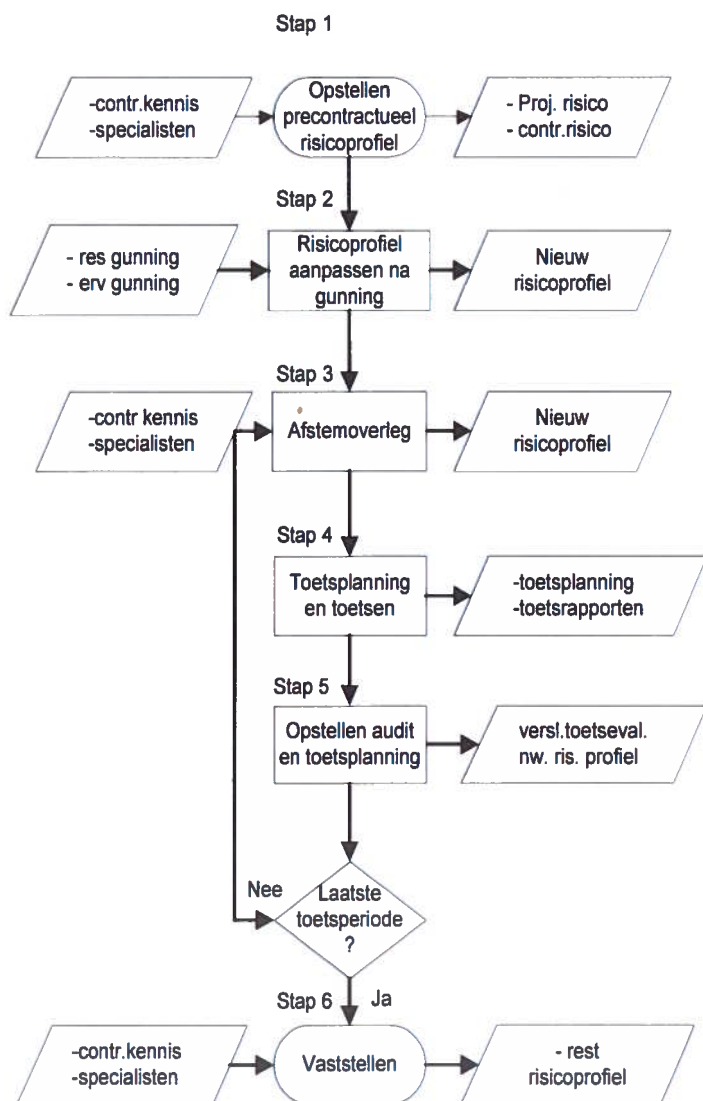 Stap 1
-contr.kennis
-specialisten
Opstellen
precontractueel
risicoprofiel
- Proj. risico
- contr.risico
Stap 2
- res gunning
- erv gunning
Risicoprofiel
aanpassen na
gunning
Nieuw
risicoprofiel
Stap 3
-contr kennis
-specialisten
Afstemoverleg
Nieuw
risicoprofiel
Stap 4
Toetsplanning
en toetsen
-toetsplanning
-toetsrapporten
Stap 5
Opstellen audit
en toetsplanning
versl.toetseval.
nw. ris. profiel
Nee
Laatste
toetsperiode
?
Stap 6
Ja
-contr.kennis
-specialisten
Vaststellen
- rest
risicoprofiel